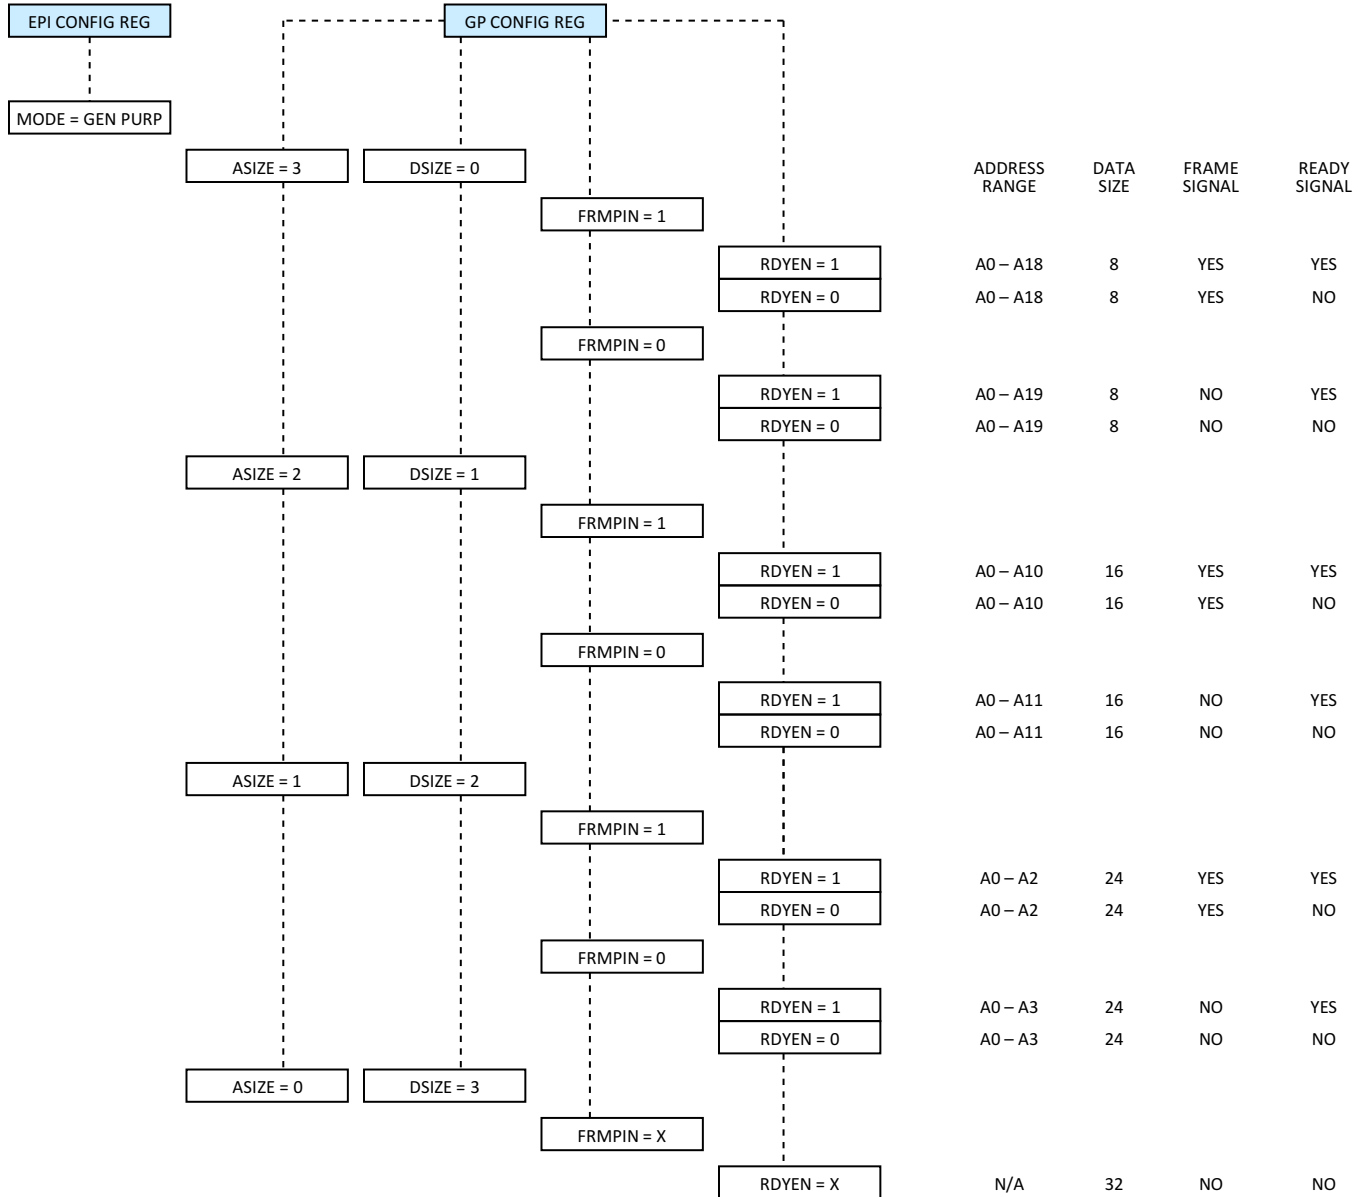 EPI CONFIG REG
GP CONFIG REG
MODE = GEN PURP
ASIZE = 3
DSIZE = 0
ADDRESS RANGE
DATA SIZE
FRAME SIGNAL
READY SIGNAL
FRMPIN = 1
RDYEN = 1 A0 – A18 8 YES YES
RDYEN = 0 A0 – A18 8 YES NO
FRMPIN = 0
RDYEN = 1 A0 – A19 8 NO YES
RDYEN = 0 A0 – A19 8 NO NO
ASIZE = 2
DSIZE = 1
FRMPIN = 1
RDYEN = 1 A0 – A10 16 YES YES
RDYEN = 0 A0 – A10 16 YES NO
FRMPIN = 0
RDYEN = 1 A0 – A11 16 NO YES
RDYEN = 0 A0 – A11 16 NO NO
ASIZE = 1
DSIZE = 2
FRMPIN = 1
RDYEN = 1 A0 – A2 24 YES YES
RDYEN = 0 A0 – A2 24 YES NO
FRMPIN = 0
RDYEN = 1 A0 – A3 24 NO YES
RDYEN = 0 A0 – A3 24 NO NO
ASIZE = 0
DSIZE = 3
FRMPIN = X
RDYEN = X N/A 32 NO NO